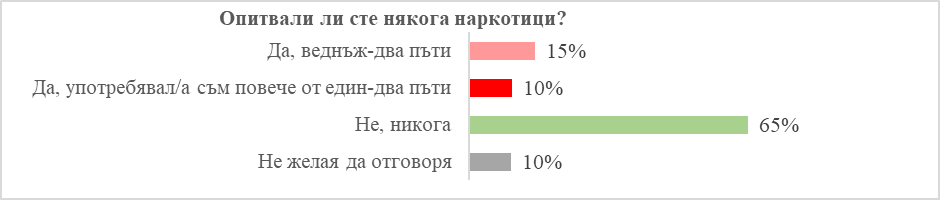 Опитвали ли сте някога наркотици?
Да, веднъж-два пъти 15%
Да, употребявал/а съм повече от един-два пъти 10%
Не, никога 65%
Не желая да отговоря 10%